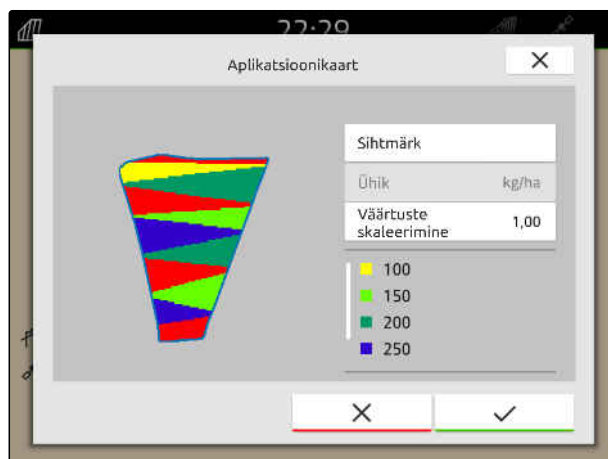 22:29
Aplikatsioonikaart
Sihtmärk
Ühik kg/ha
Väärtuste
skaleerimine 1,00
100
150
200
250